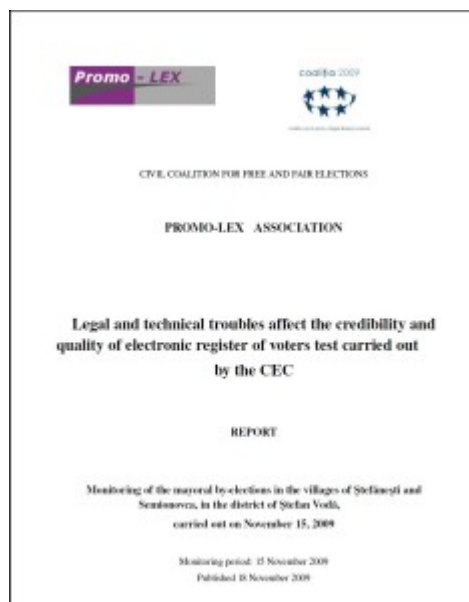 Promo - LEX
coaliția 2009
CIVIL COALITION FOR FREE AND FAIR ELECTIONS
PROMO-LEX ASSOCIATION
Legal and technical troubles affect the credibility and
quality of electronic register of voters test carried out
by the CEC
REPORT
Monitoring of the mayoral by-elections in the villages of Ștefănești and
Semionovca, in the district of Ștefan Vodă,
carried out on November 15, 2009
Monitoring period: 15 November 2009
Published 18 November 2009